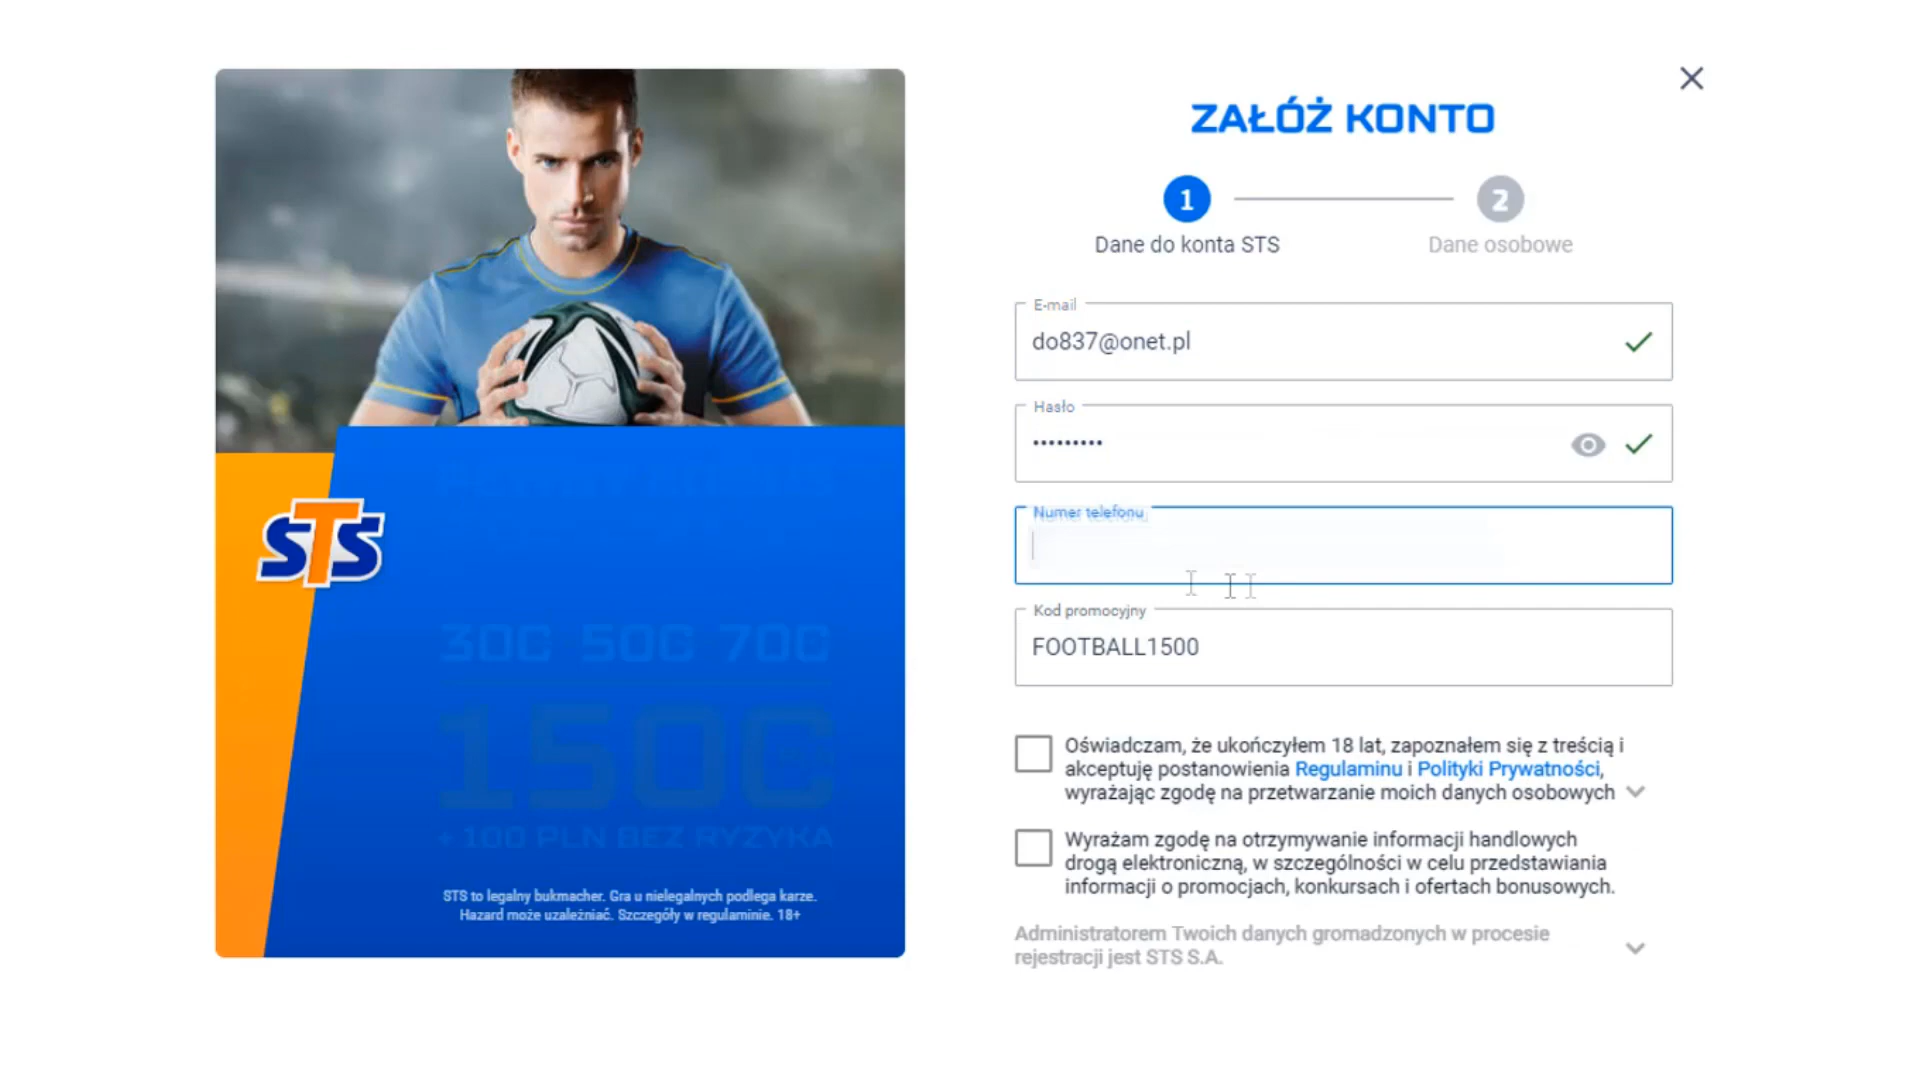 ZAŁÓŻ KONTO
1
2
Dane do konta STS
Dane osobowe
E-mail
do837@onet.pl
Hasło
Numer telefonu
Kod promocyjny
FOOTBALL1500
Oświadczam, że ukończyłem 18 lat, zapoznałem się z treścią i
akceptuję postanowienia Regulaminu i Polityki Prywatności,
wyrażając zgodę na przetwarzanie moich danych osobowych
Wyrażam zgodę na otrzymywanie informacji handlowych
drogą elektroniczną, w szczególności w celu przedstawiania
informacji o promocjach, konkursach i ofertach bonusowych.
Administratorem Twoich danych gromadzonych w procesie
rejestracji jest STS S.A.
STS
+ 100 PLN BEZ RYZYKA
STS to legalny bukmacher. Gra u nielegalnych podlega karze.
Hazard może uzależniać. Szczegóły w regulaminie. 18+